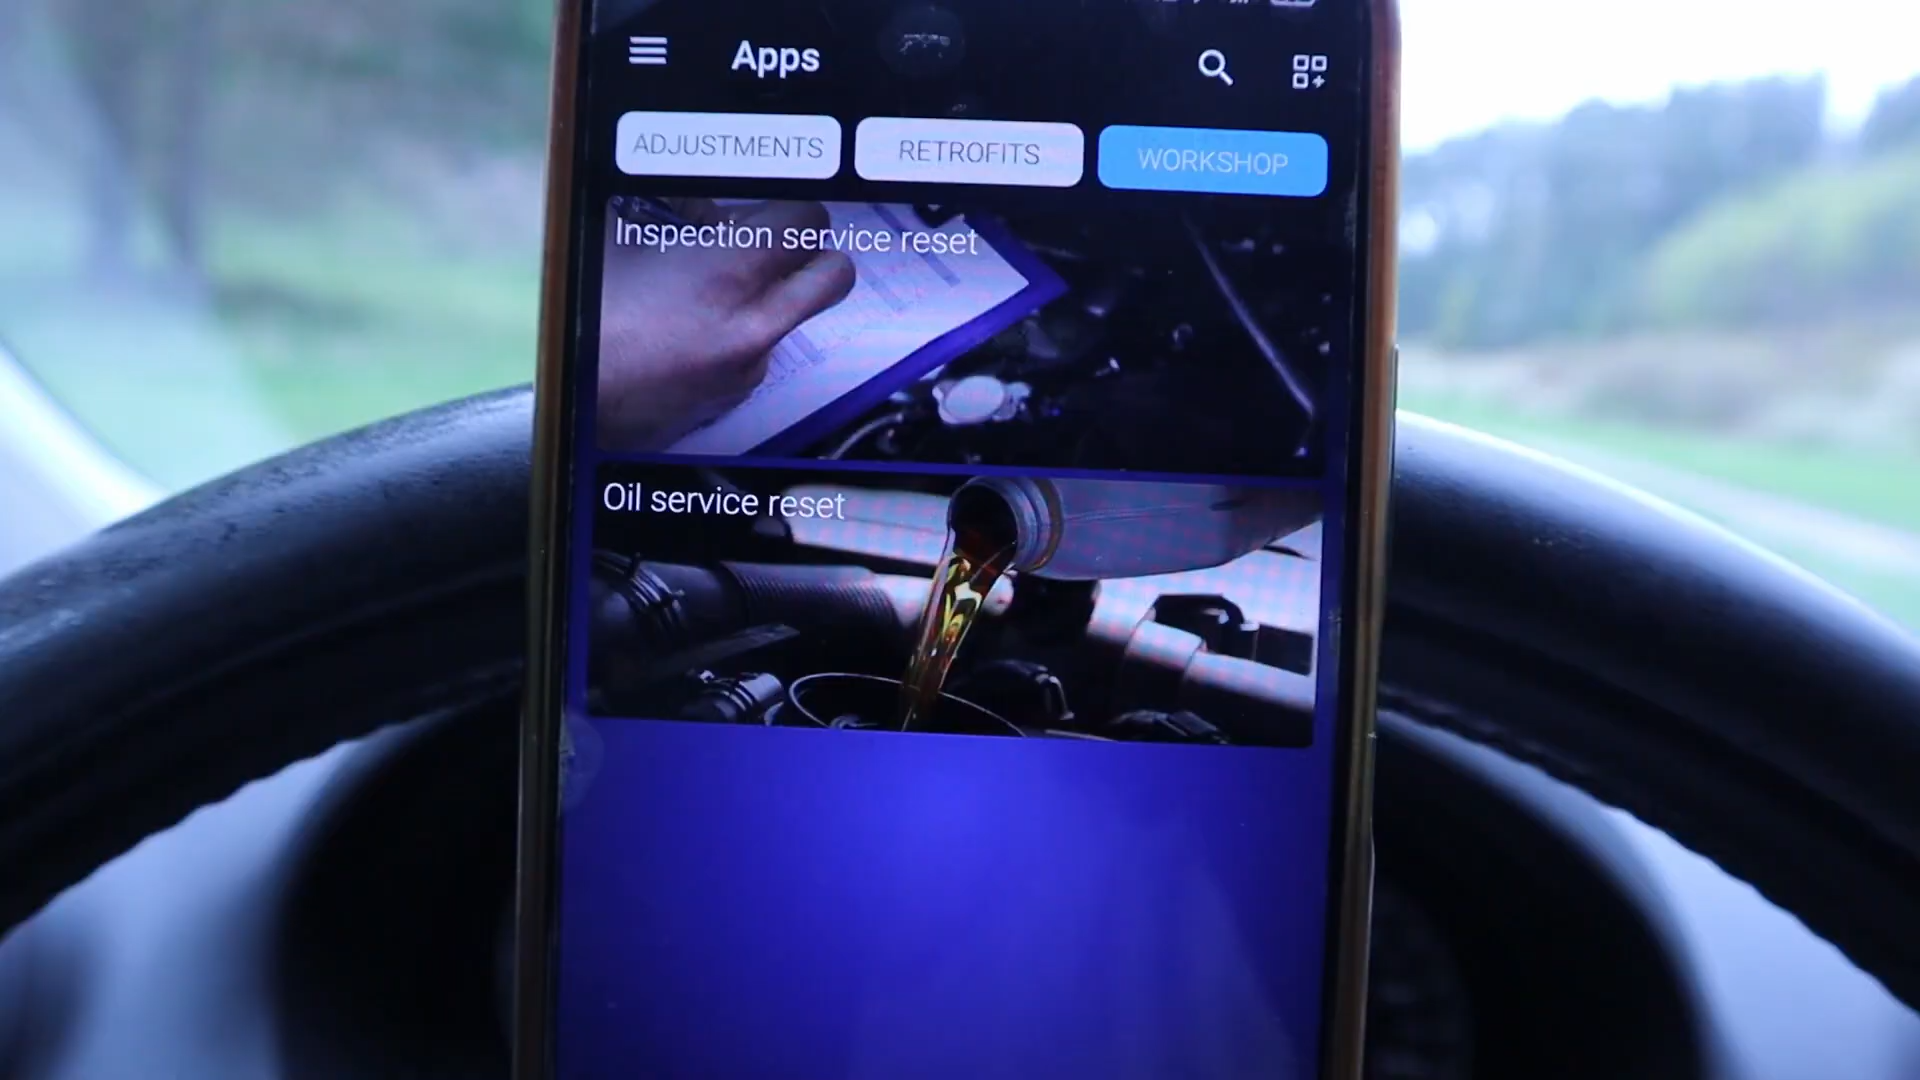 Apps
ADJUSTMENTS
RETROFITS
WORKSHOP
Inspection service reset
Oil service reset